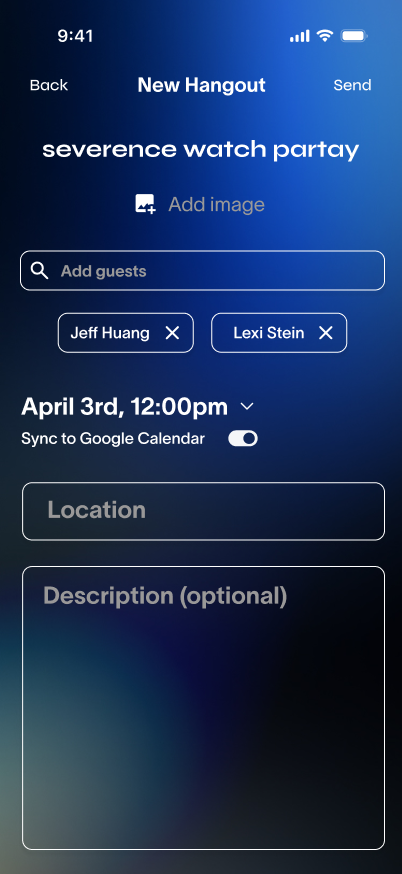 9:41
Back New Hangout Send
severence watch partay
Add image
Add guests
Jeff Huang Lexi Stein
April 3rd, 12:00pm
Sync to Google Calendar
Location
Description (optional)